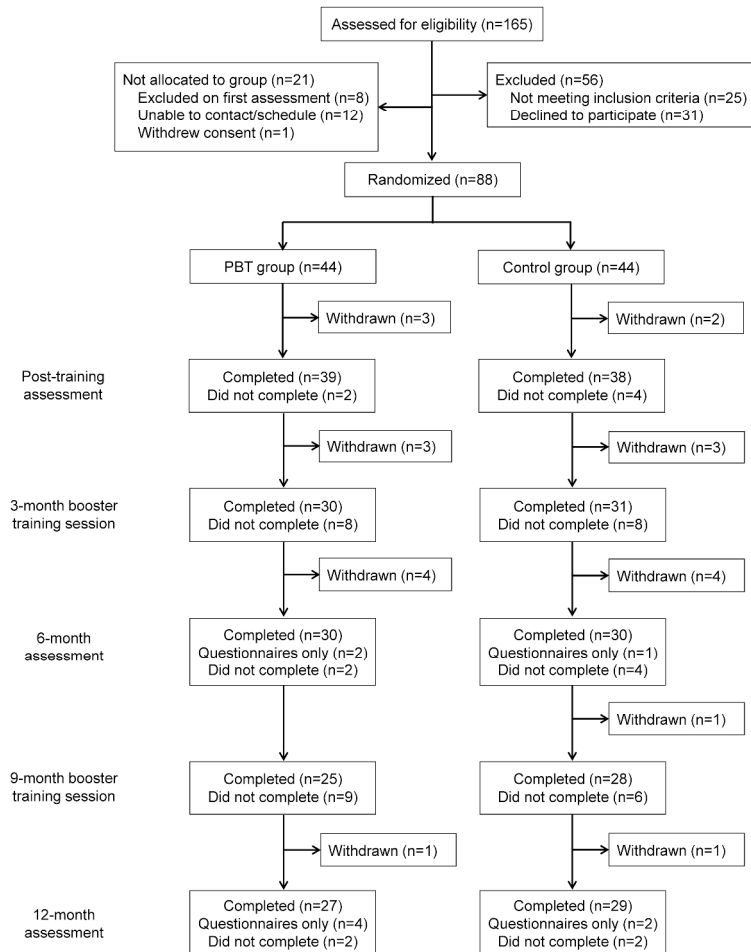 Assessed for eligibility (n=165)
Not allocated to group (n=21)
Excluded on first assessment (n=8)
Unable to contact/schedule (n=12)
Withdrew consent (n=1)
Excluded (n=56)
Not meeting inclusion criteria (n=25)
Declined to participate (n=31)
Randomized (n=88)
PBT group (n=44)
Control group (n=44)
Withdrawn (n=3)
Withdrawn (n=2)
Post-training
assessment
Completed (n=39)
Did not complete (n=2)
Completed (n=38)
Did not complete (n=4)
Withdrawn (n=3)
Withdrawn (n=3)
3-month booster
training session
Completed (n=30)
Did not complete (n=8)
Completed (n=31)
Did not complete (n=8)
Withdrawn (n=4)
Withdrawn (n=4)
6-month
assessment
Completed (n=30)
Questionnaires only (n=2)
Did not complete (n=2)
Completed (n=30)
Questionnaires only (n=1)
Did not complete (n=4)
Withdrawn (n=1)
9-month booster
training session
Completed (n=25)
Did not complete (n=9)
Completed (n=28)
Did not complete (n=6)
Withdrawn (n=1)
Withdrawn (n=1)
12-month
assessment
Completed (n=27)
Questionnaires only (n=4)
Did not complete (n=2)
Completed (n=29)
Questionnaires only (n=2)
Did not complete (n=2)